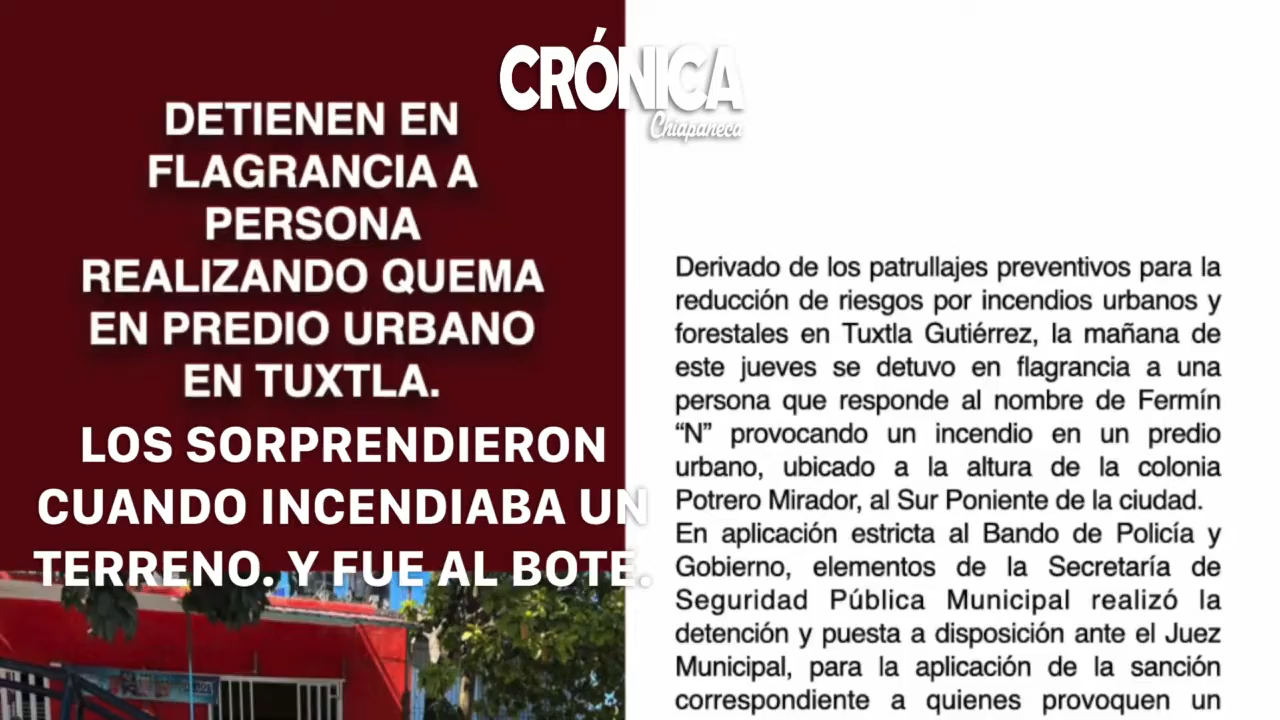 CRÓNICA
Chiapaneca
DETIENEN EN
FLAGRANCIA A
PERSONA
REALIZANDO QUEMA
EN PREDIO URBANO
EN TUXTLA.
LOS SORPRENDIERON
CUANDO INCENDIABA UN
TERRENO. Y FUE AL BOTE.
Derivado de los patrullajes preventivos para la
reducción de riesgos por incendios urbanos y
forestales en Tuxtla Gutiérrez, la mañana de
este jueves se detuvo en flagrancia a una
persona que responde al nombre de Fermín
“N” provocando un incendio en un predio
urbano, ubicado a la altura de la colonia
Potrero Mirador, al Sur Poniente de la ciudad.
En aplicación estricta al Bando de Policía y
Gobierno, elementos de la Secretaría de
Seguridad Pública Municipal realizó la
detención y puesta a disposición ante el Juez
Municipal, para la aplicación de la sanción
correspondiente a quienes provoquen un